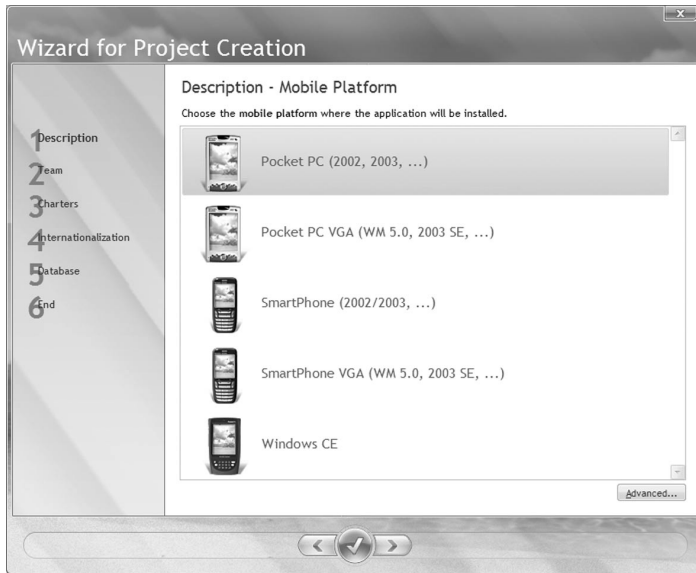 x
Wizard for Project Creation
Description - Mobile Platform
Choose the mobile platform where the application will be installed.
1 Description
2 Team
3 Charters
4 Internationalization
5 Database
6 End
Pocket PC (2002, 2003, ...)
Pocket PC VGA (WM 5.0, 2003 SE, ...)
SmartPhone (2002/2003, ...)
SmartPhone VGA (WM 5.0, 2003 SE, ...)
Windows CE
Advanced...